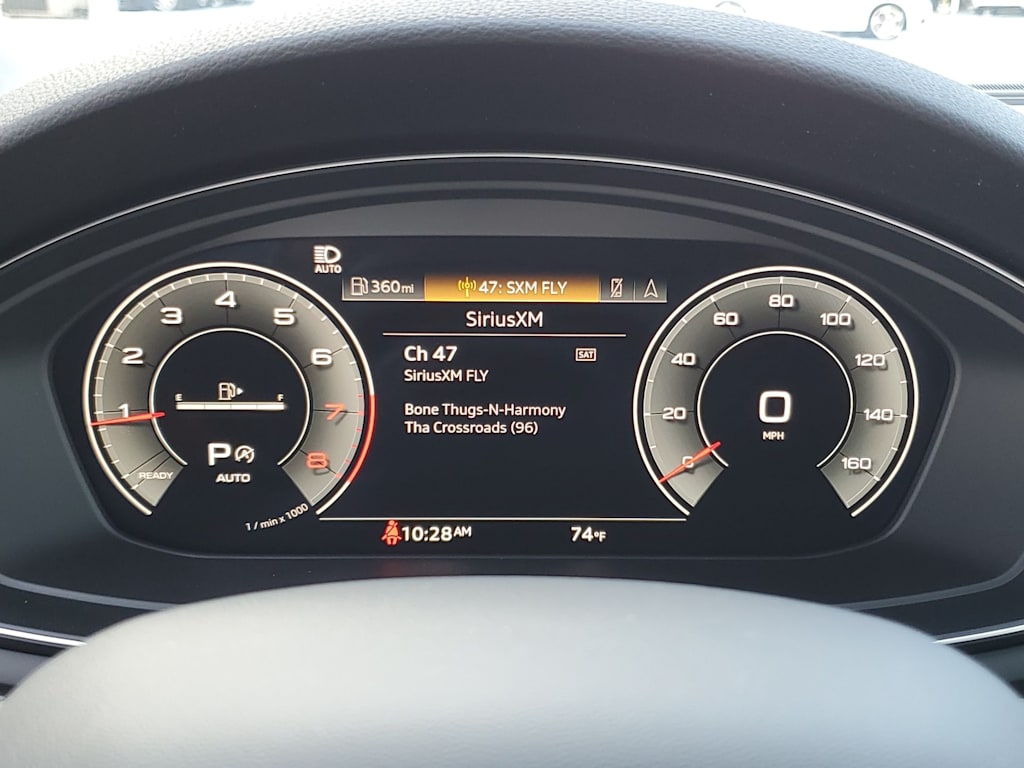 AUTO
360mi
47: SXM FLY
SiriusXM
Ch 47
SAT
SiriusXM FLY
Bone Thugs-N-Harmony
Tha Crossroads (96)
1
2
3
4
5
6
7
8
READY
E F
P A
AUTO
1 / min x 1000
0
20
40
60
80
100
120
140
160
0
MPH
10:28AM
74°F